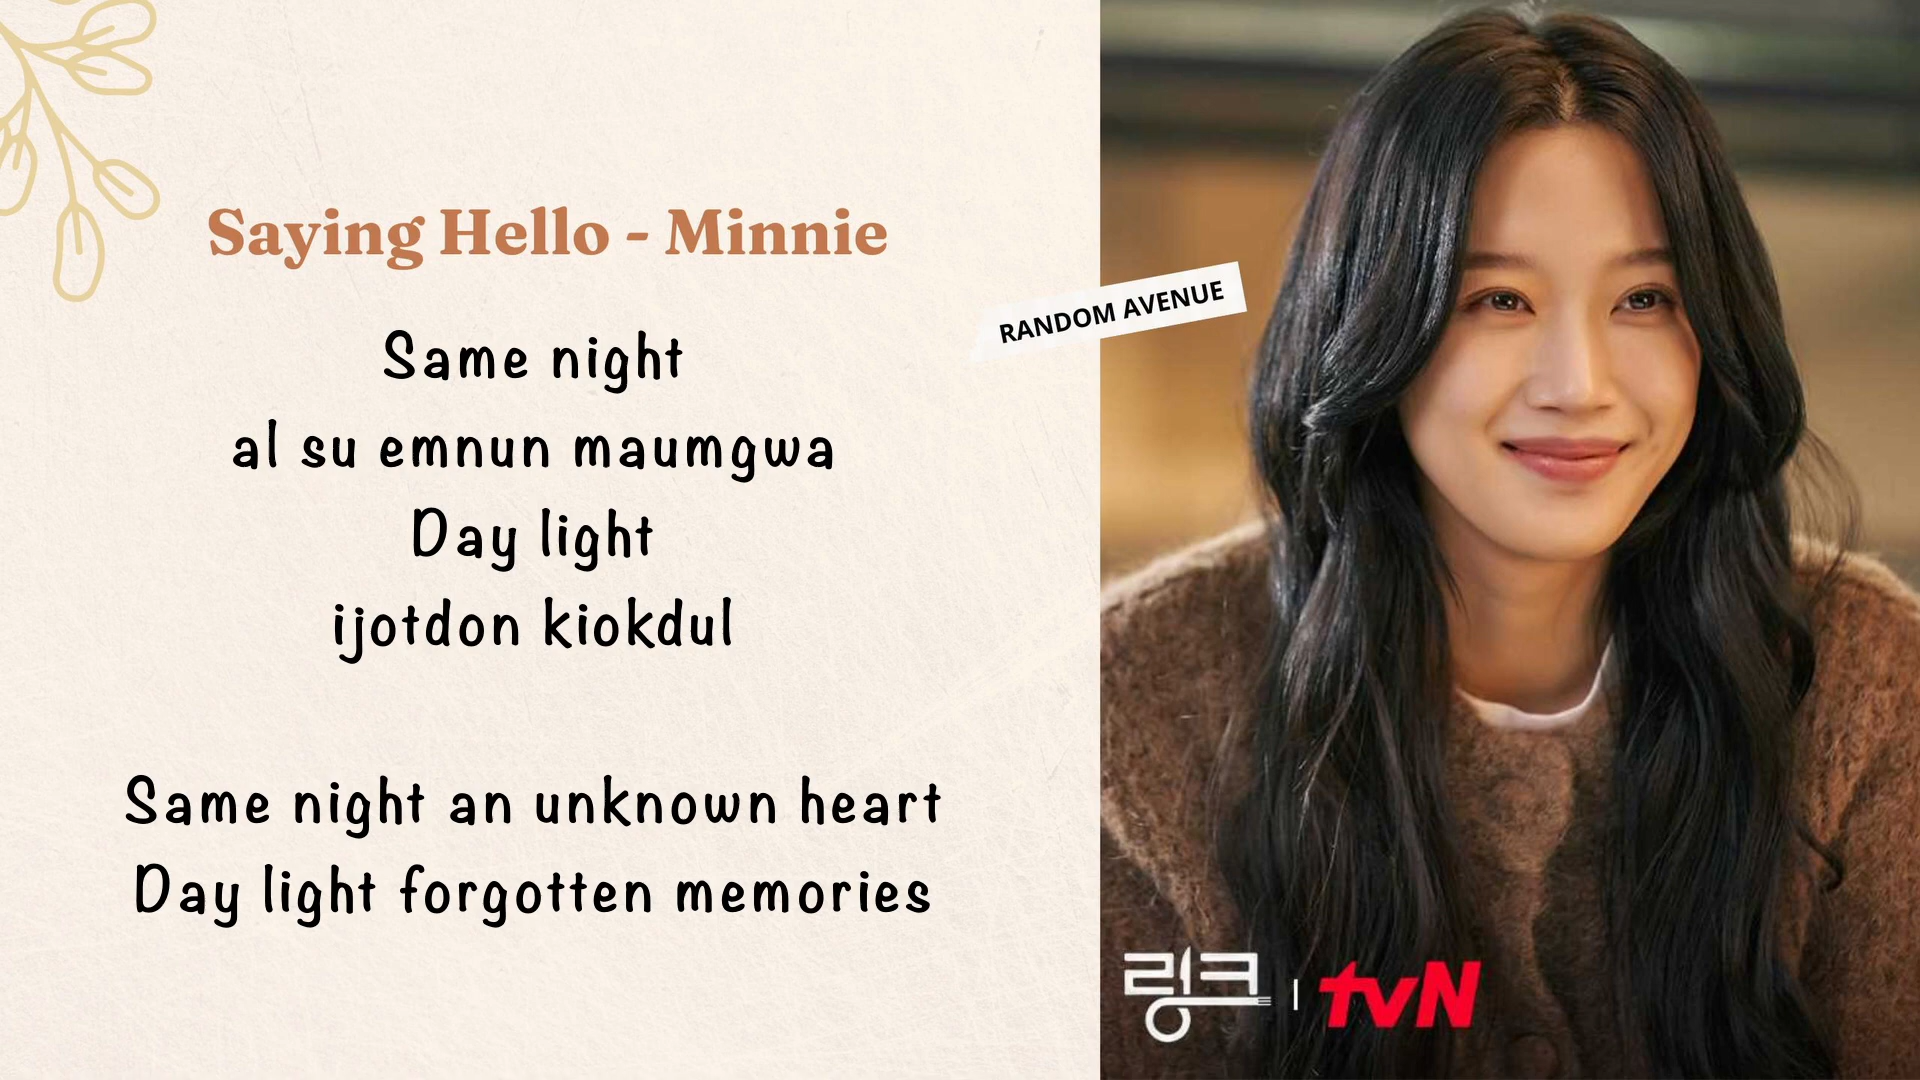 Saying Hello - Minnie
RANDOM AVENUE
Same night
al su emnun maumgwa
Day light
ijotdon kiokdul
Same night an unknown heart
Day light forgotten memories
링크 | tvN